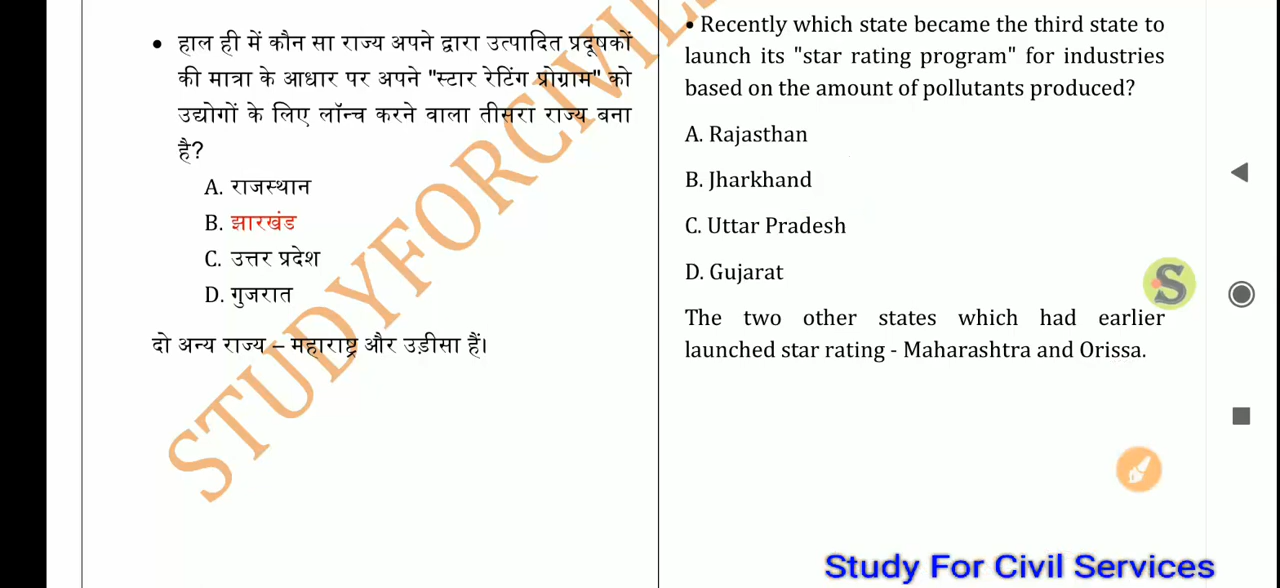 • हाल ही में कौन सा राज्य अपने द्वारा उत्पादित प्रदूषकों
की मात्रा के आधार पर अपने "स्टार रेटिंग प्रोग्राम" को
उद्योगों के लिए लॉन्च करने वाला तीसरा राज्य बना
है?
A. राजस्थान
B. झारखंड
C. उत्तर प्रदेश
D. गुजरात
दो अन्य राज्य – महाराष्ट्र और उड़ीसा हैं।
• Recently which state became the third state to
launch its "star rating program" for industries
based on the amount of pollutants produced?
A. Rajasthan
B. Jharkhand
C. Uttar Pradesh
D. Gujarat
The two other states which had earlier
launched star rating - Maharashtra and Orissa.
STUDYFORCIVIL
S
Study For Civil Services